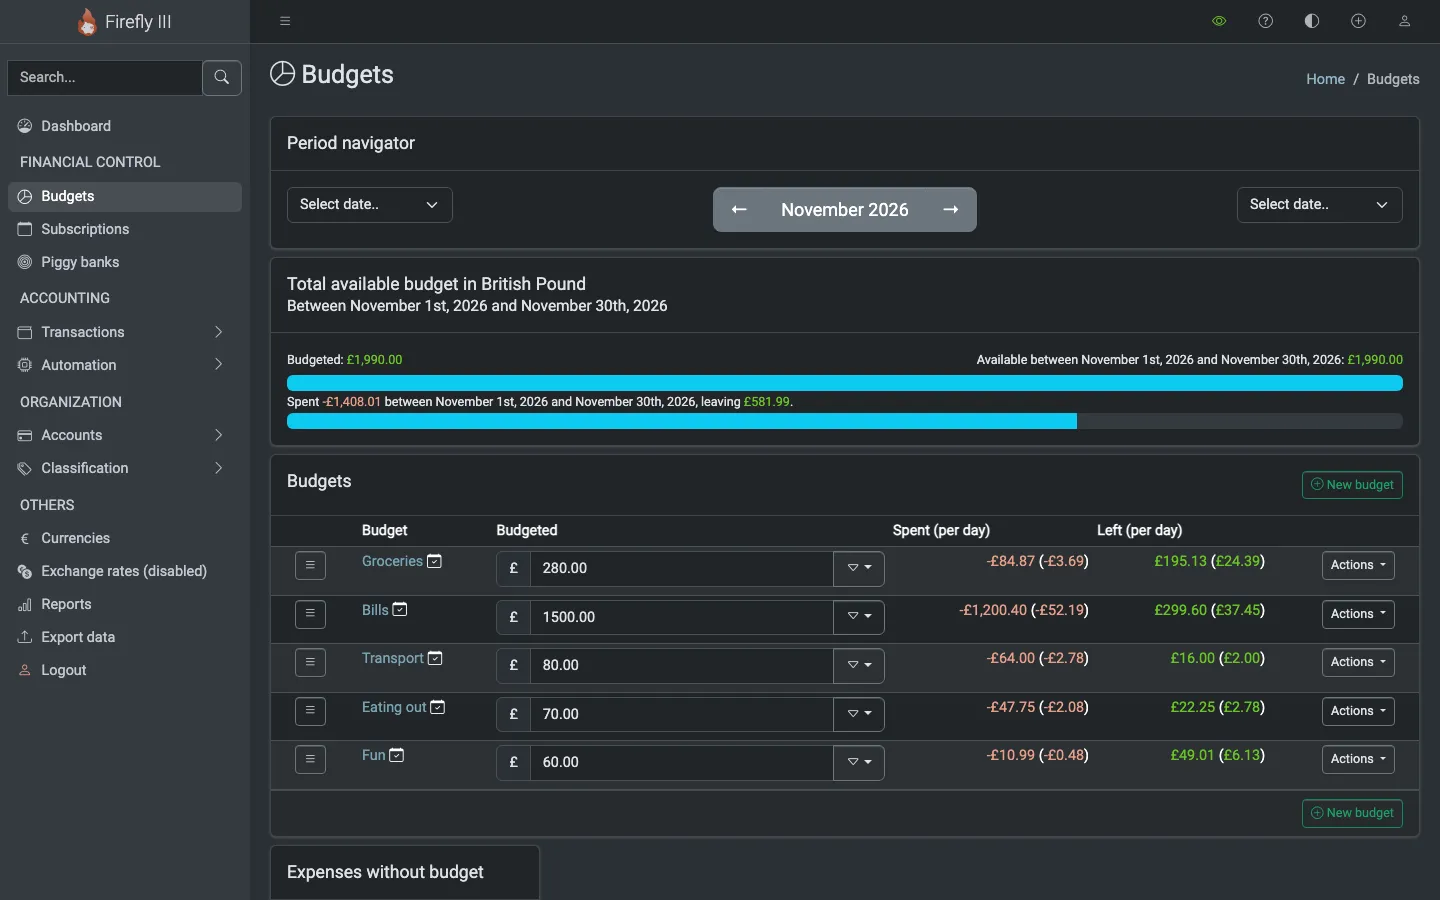 Firefly III
Search...
Dashboard
FINANCIAL CONTROL
Budgets
Subscriptions
Piggy banks
ACCOUNTING
Transactions
Automation
ORGANIZATION
Accounts
Classification
OTHERS
€ Currencies
Exchange rates (disabled)
Reports
Export data
Logout
Budgets
Home / Budgets
Period navigator
Select date..
← November 2026 →
Select date..
Total available budget in British Pound
Between November 1st, 2026 and November 30th, 2026
Budgeted: £1,990.00
Available between November 1st, 2026 and November 30th, 2026: £1,990.00
Spent -£1,408.01 between November 1st, 2026 and November 30th, 2026, leaving £581.99.
Budgets
New budget
Budget Budgeted Spent (per day) Left (per day)
Groceries £ 280.00 -£84.87 (-£3.69) £195.13 (£24.39) Actions
Bills £ 1500.00 -£1,200.40 (-£52.19) £299.60 (£37.45) Actions
Transport £ 80.00 -£64.00 (-£2.78) £16.00 (£2.00) Actions
Eating out £ 70.00 -£47.75 (-£2.08) £22.25 (£2.78) Actions
Fun £ 60.00 -£10.99 (-£0.48) £49.01 (£6.13) Actions
New budget
Expenses without budget